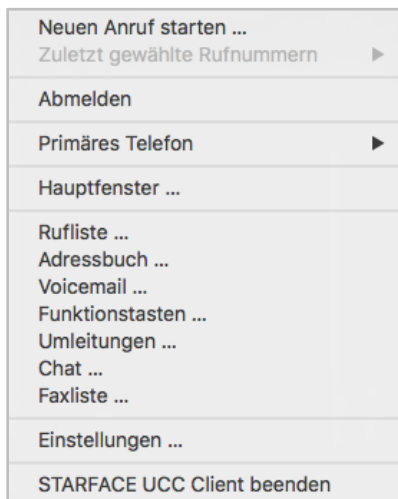 Neuen Anruf starten ...
Zuletzt gewählte Rufnummern
Abmelden
Primäres Telefon
Hauptfenster ...
Rufliste ...
Adressbuch ...
Voicemail ...
Funktionstasten ...
Umleitungen ...
Chat ...
Faxliste ...
Einstellungen ...
STARFACE UCC Client beenden